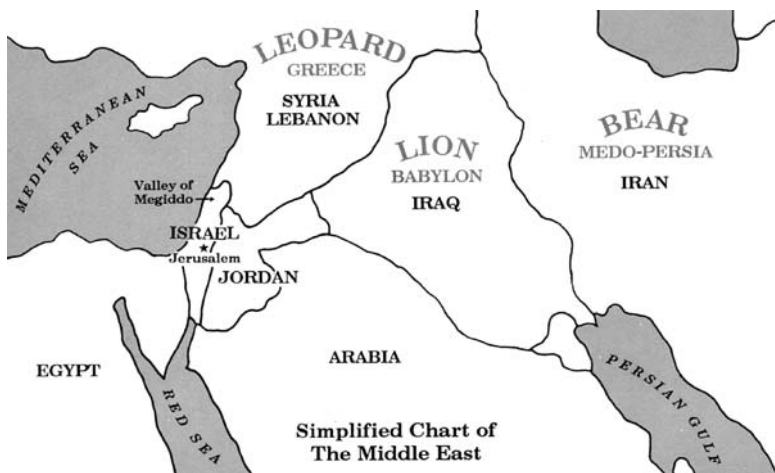 LEOPARD
GREECE
SYRIA
LEBANON
MEDITERRANEAN
SEA
BEAR
MEDO-PERSIA
IRAN
LION
BABYLON
IRAQ
Valley of
Megiddo
ISRAEL
Jerusalem
JORDAN
EGYPT
ARABIA
RED SEA
PERSIAN GULF
Simplified Chart of
The Middle East